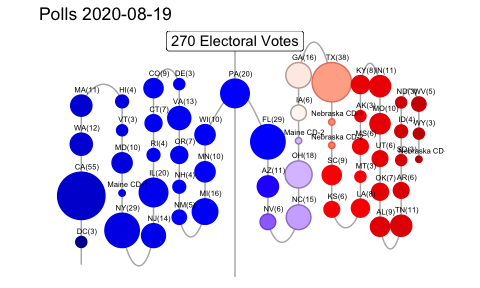 Polls 2020-08-19
270 Electoral Votes
MA(11)
WA(12)
CA(55)
DC(3)
HI(4)
VT(3)
MD(10)
Maine CD-
NY(29)
CO(9)
CT(7)
RI(4)
IL(20)
NJ(14)
DE(3)
VA(13)
OR(7)
NH(4)
NM(5)
WI(10)
MN(10)
MI(16)
PA(20)
FL(29)
AZ(11)
NV(6)
GA(16)
IA(6)
Maine CD-2
OH(18)
NC(15)
TX(38)
Nebraska CD-
Nebraska CD-
SC(9)
KS(6)
KY(8)
AK(3)
MS(6)
MT(3)
LA(8)
IN(11)
MO(10)
UT(6)
OK(7)
AL(9)
ND(3)
ID(4)
SD(3)
AR(6)
TN(11)
WV(5)
WY(3)
Nebraska CD-